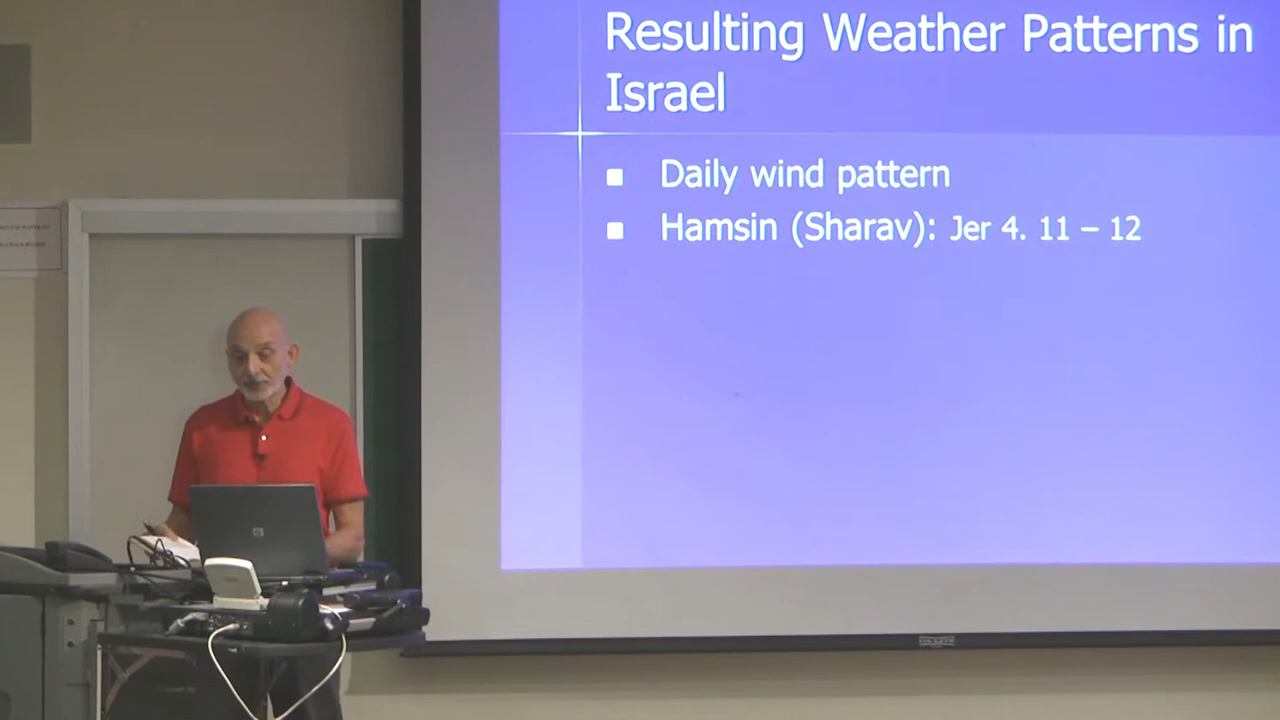 Resulting Weather Patterns in
Israel
Daily wind pattern
Hamsin (Sharav): Jer 4. 11 – 12